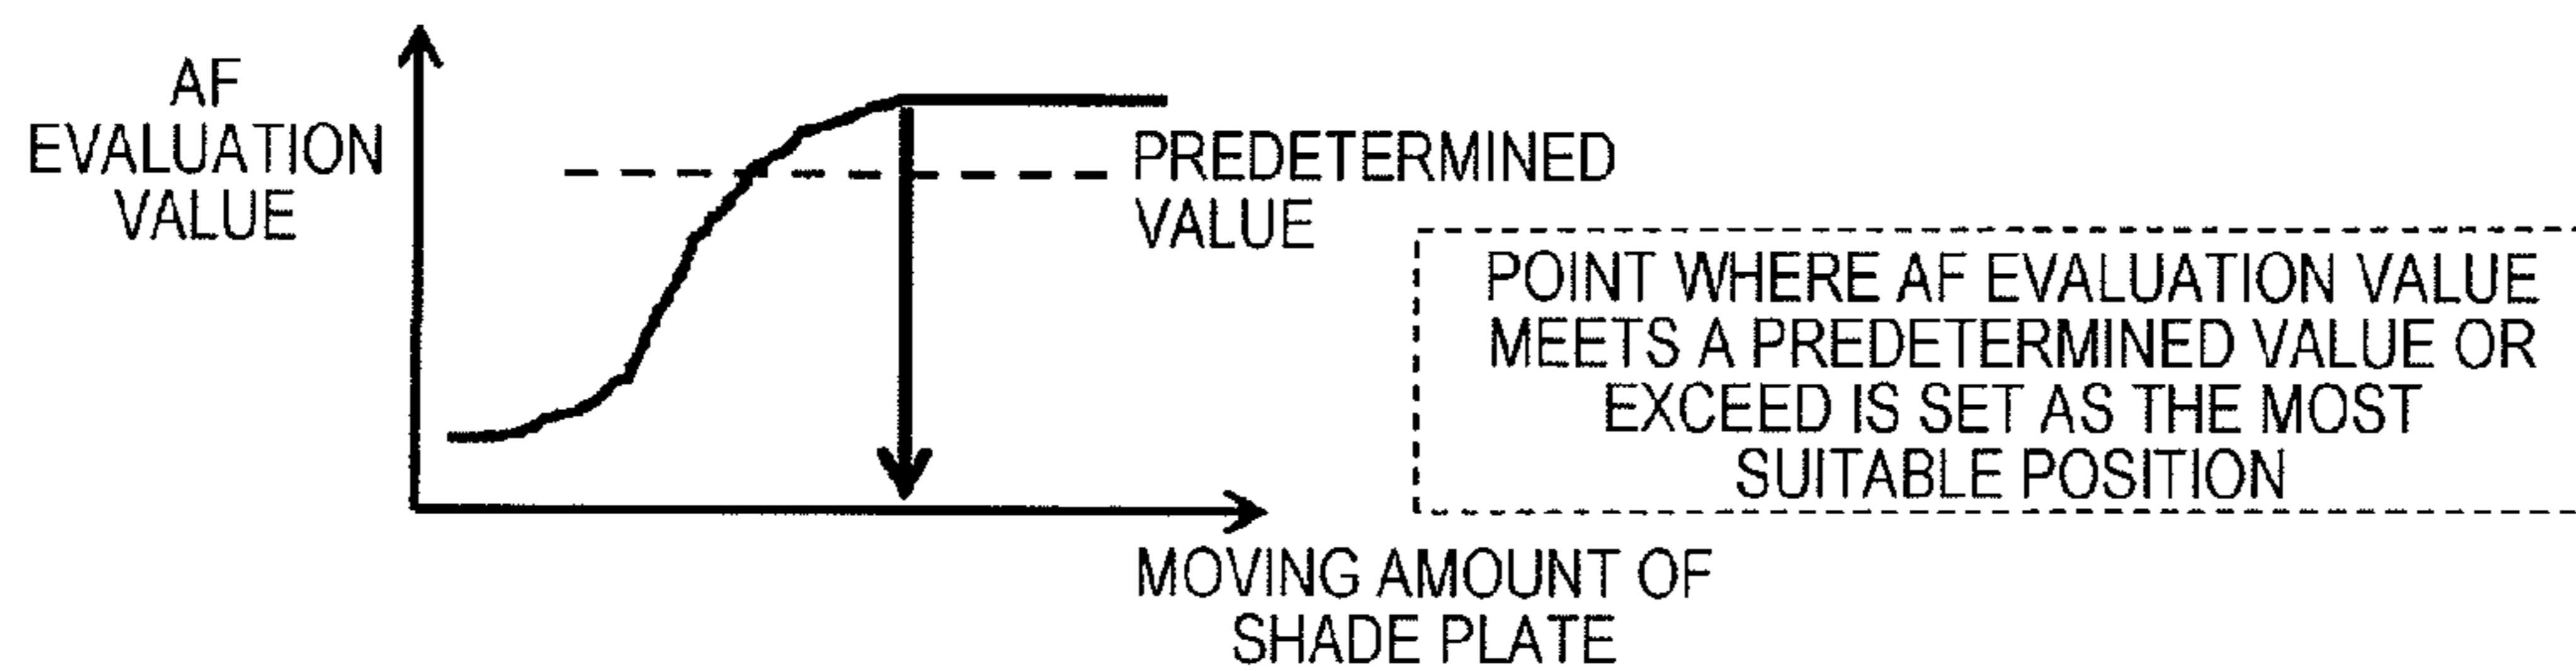 AF
EVALUATION
VALUE
PREDETERMINED
VALUE
POINT WHERE AF EVALUATION VALUE
MEETS A PREDETERMINED VALUE OR
EXCEED IS SET AS THE MOST
SUITABLE POSITION
MOVING AMOUNT OF
SHADE PLATE